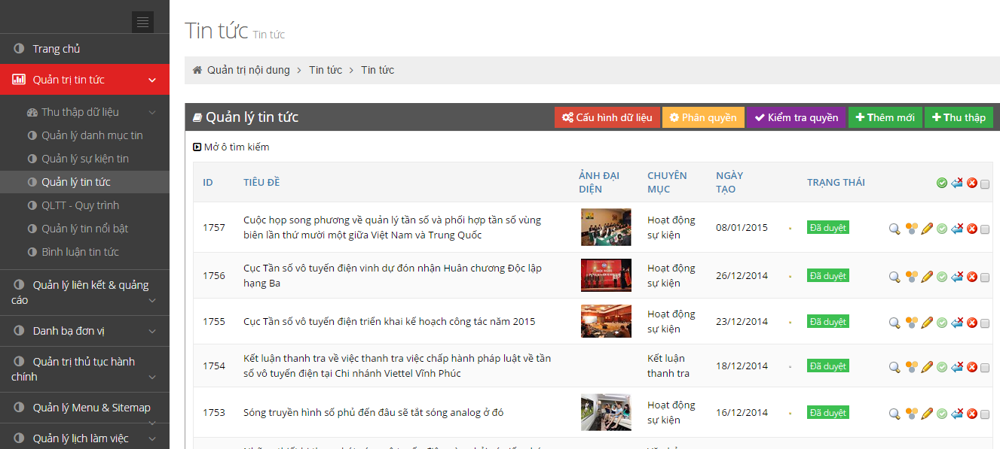 Trang chủ
Quản trị tin tức
Thu thập dữ liệu
Quản lý danh mục tin
Quản lý sự kiện tin
Quản lý tin tức
QLTT - Quy trình
Quản lý tin nổi bật
Bình luận tin tức
Quản lý liên kết & quảng
cáo
Danh bạ đơn vị
Quản trị thủ tục hành
chính
Quản lý Menu & Sitemap
Quản lý lịch làm việc
Tin tức Tin tức
Quản trị nội dung > Tin tức > Tin tức
Quản lý tin tức
Cấu hình dữ liệu
Phân quyền
Kiểm tra quyền
Thêm mới
Thu thập
Mở ô tìm kiếm
ID TIÊU ĐỀ ẢNH ĐẠI CHUYÊN NGÀY TRẠNG THÁI
DIỆN MỤC TẠO
Cuộc họp song phương về quản lý tần số và phối hợp tần số vùng Hoạt động
1757 08/01/2015 Đã duyệt
biên lần thứ mười một giữa Việt Nam và Trung Quốc sự kiện
Cục Tần số vô tuyến điện vinh dự đón nhận Huân chương Độc lập Hoạt động
1756 26/12/2014 Đã duyệt
hạng Ba sự kiện
Hoạt động
1755 Cục Tần số vô tuyến điện triển khai kế hoạch công tác năm 2015 23/12/2014 Đã duyệt
sự kiện
Kết luận thanh tra về việc thanh tra việc chấp hành pháp luật về tần Kết luận
1754 18/12/2014 Đã duyệt
số vô tuyến điện tại Chi nhánh Viettel Vĩnh Phúc thanh tra
Hoạt động
1753 Sóng truyền hình số phủ đến đâu sẽ tắt sóng analog ở đó 16/12/2014 Đã duyệt
sự kiện